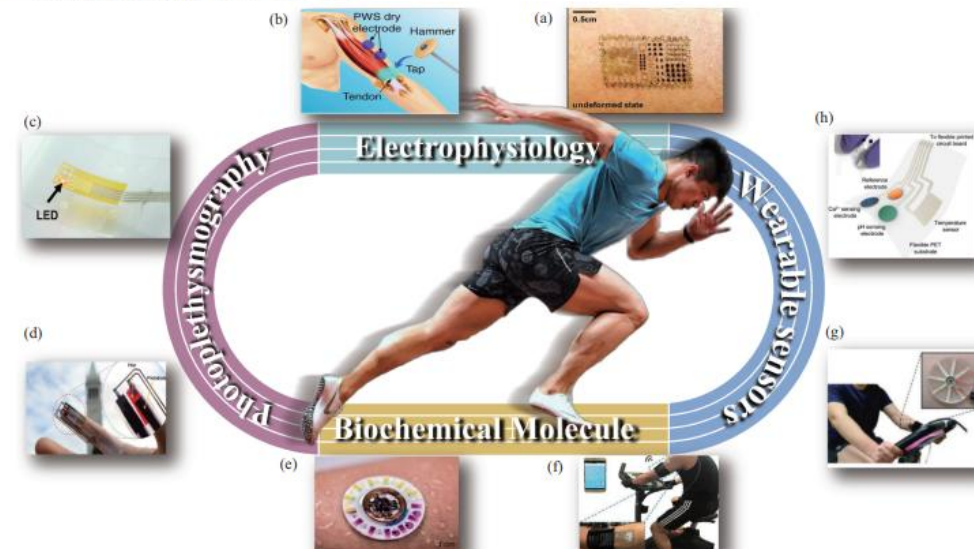 (b)
PWS dry
electrode
Hammer
Tap
Tendon
(a)
0.5cm
undeformed state
(c)
LED
Electrophysiology
Photoplethysmography
Wearable sensors
Biochemical Molecule
(h)
To flexible printed
circuit board
Reference
electrode
Ca²⁺ sensing
electrode
pH sensing
electrode
Temperature
sensor
Flexible PET
substrate
(d)
(g)
(e)
(f)